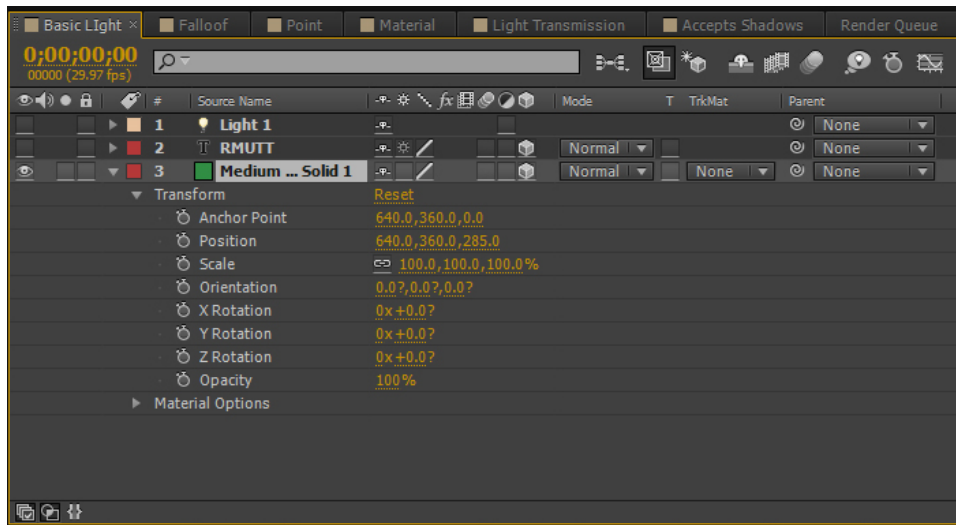 Basic LIght × Falloof Point Material Light Transmission Accepts Shadows Render Queue
0;00;00;00
00000 (29.97 fps)
# Source Name fx Mode T TrkMat Parent
1 Light 1 None
2 T RMUTT Normal None
3 Medium ... Solid 1 Normal None None
Transform Reset
Anchor Point 640.0,360.0,0.0
Position 640.0,360.0,285.0
Scale 100.0,100.0,100.0%
Orientation 0.0?,0.0?,0.0?
X Rotation 0x+0.0?
Y Rotation 0x+0.0?
Z Rotation 0x+0.0?
Opacity 100%
Material Options